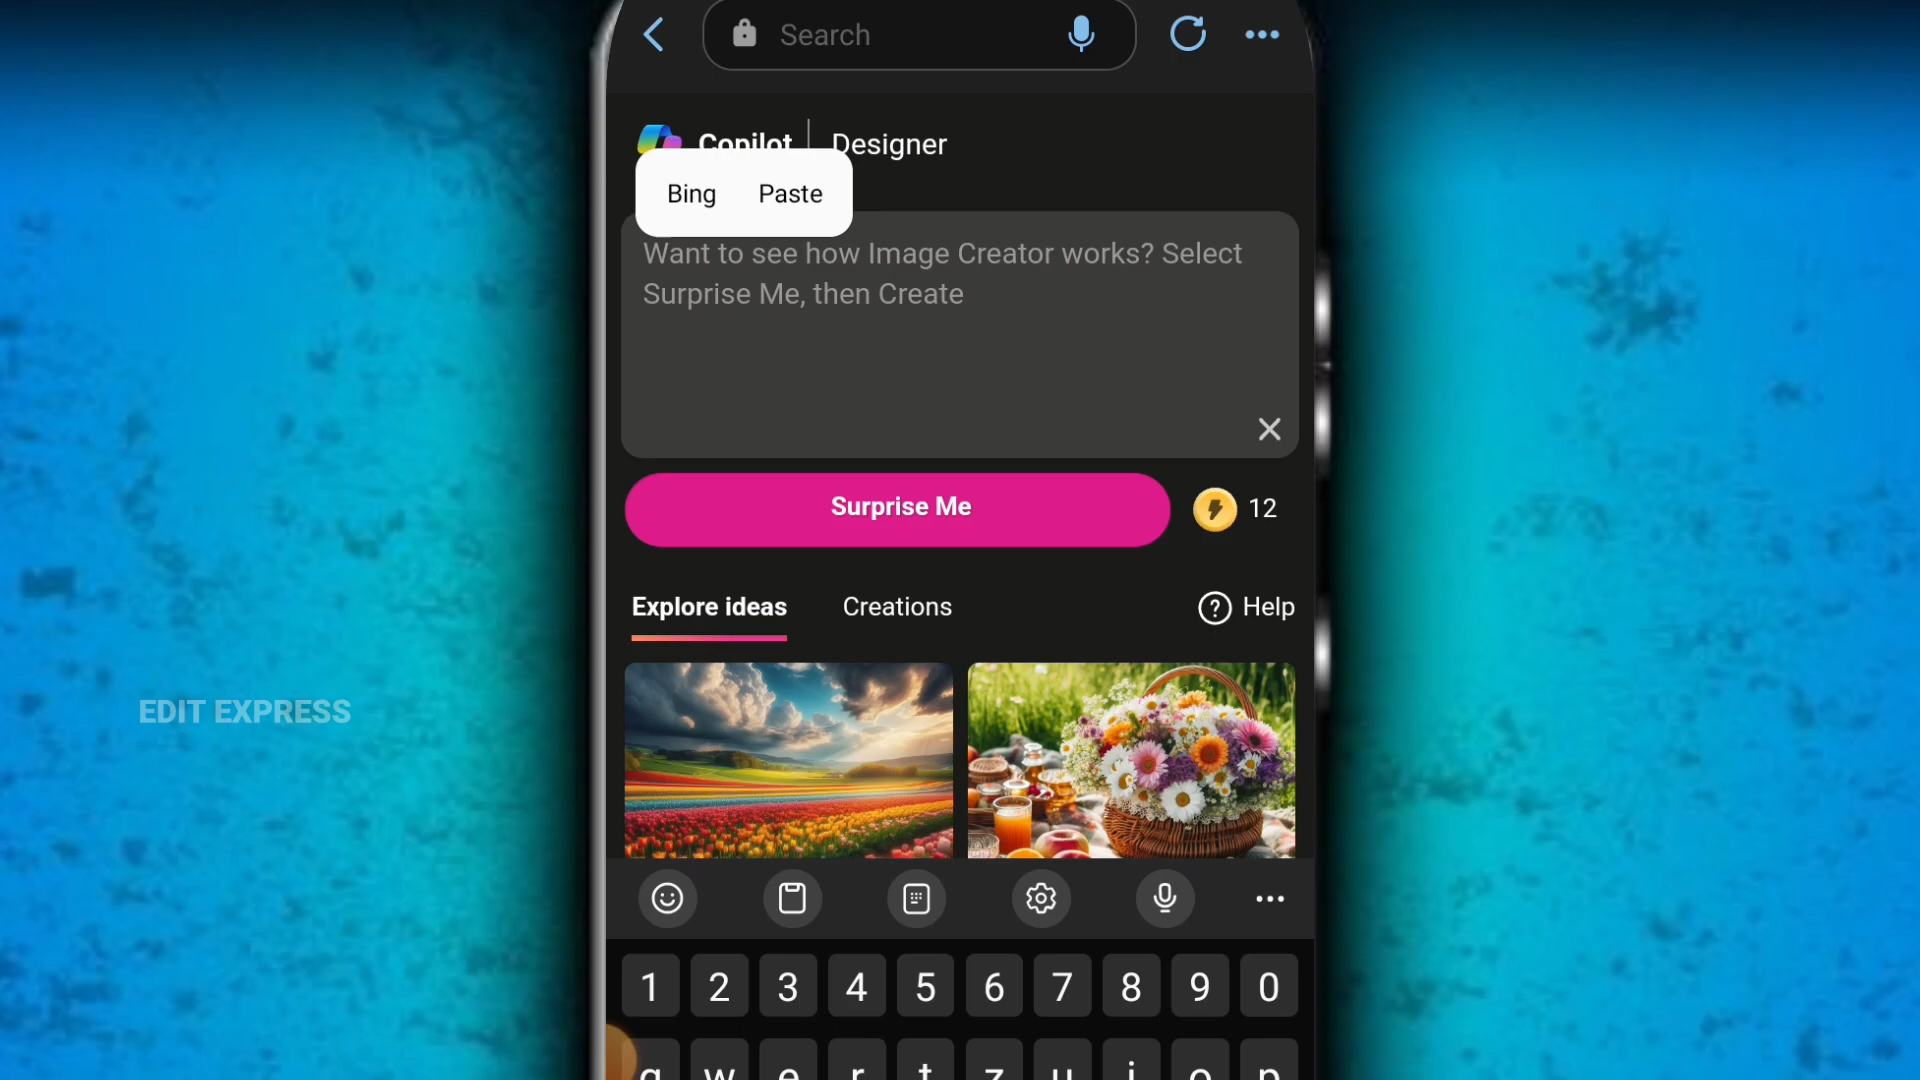 Search
Copilot | Designer
Bing Paste
Want to see how Image Creator works? Select
Surprise Me, then Create
Surprise Me
12
Explore ideas
Creations
Help
EDIT EXPRESS
1 2 3 4 5 6 7 8 9 0
q w e r t z u i o p